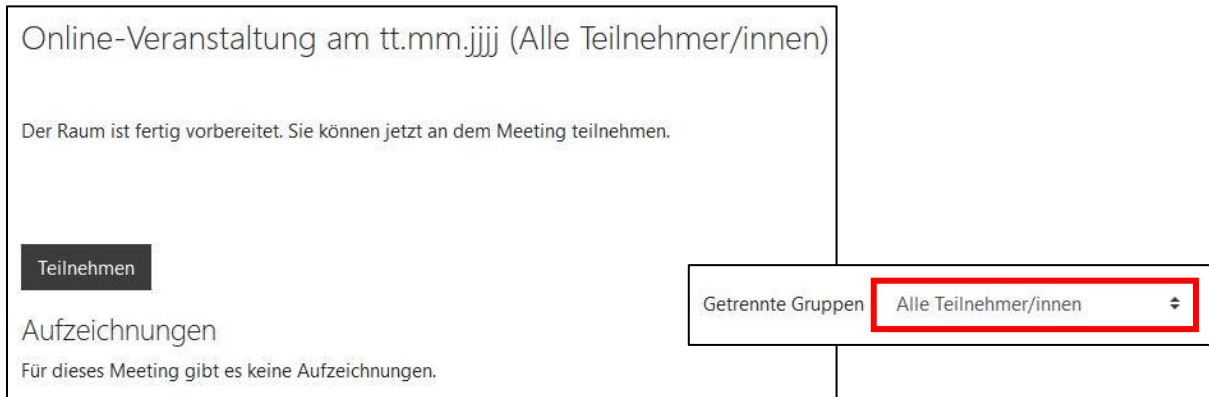 Online-Veranstaltung am tt.mm.jjjj (Alle Teilnehmer/innen)
Der Raum ist fertig vorbereitet. Sie können jetzt an dem Meeting teilnehmen.
Teilnehmen
Getrennte Gruppen Alle Teilnehmer/innen
Aufzeichnungen
Für dieses Meeting gibt es keine Aufzeichnungen.